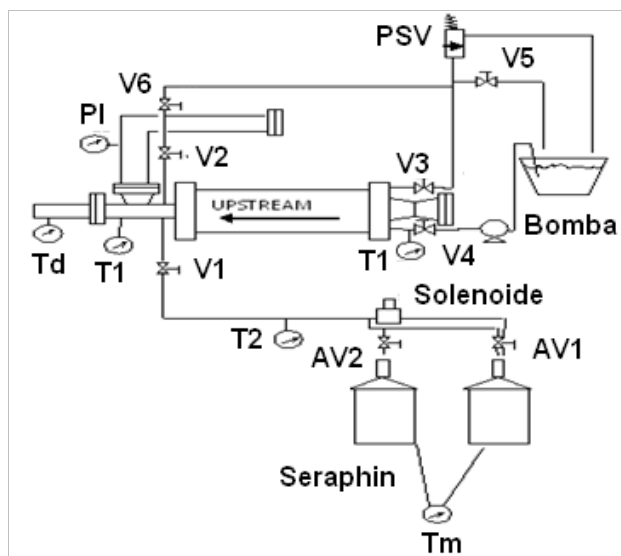 PSV
V5
V6
PI
V2
V3
UPSTREAM
Bomba
V4
Td
T1
T1
V1
Solenoide
T2
AV2
AV1
Seraphin
Tm